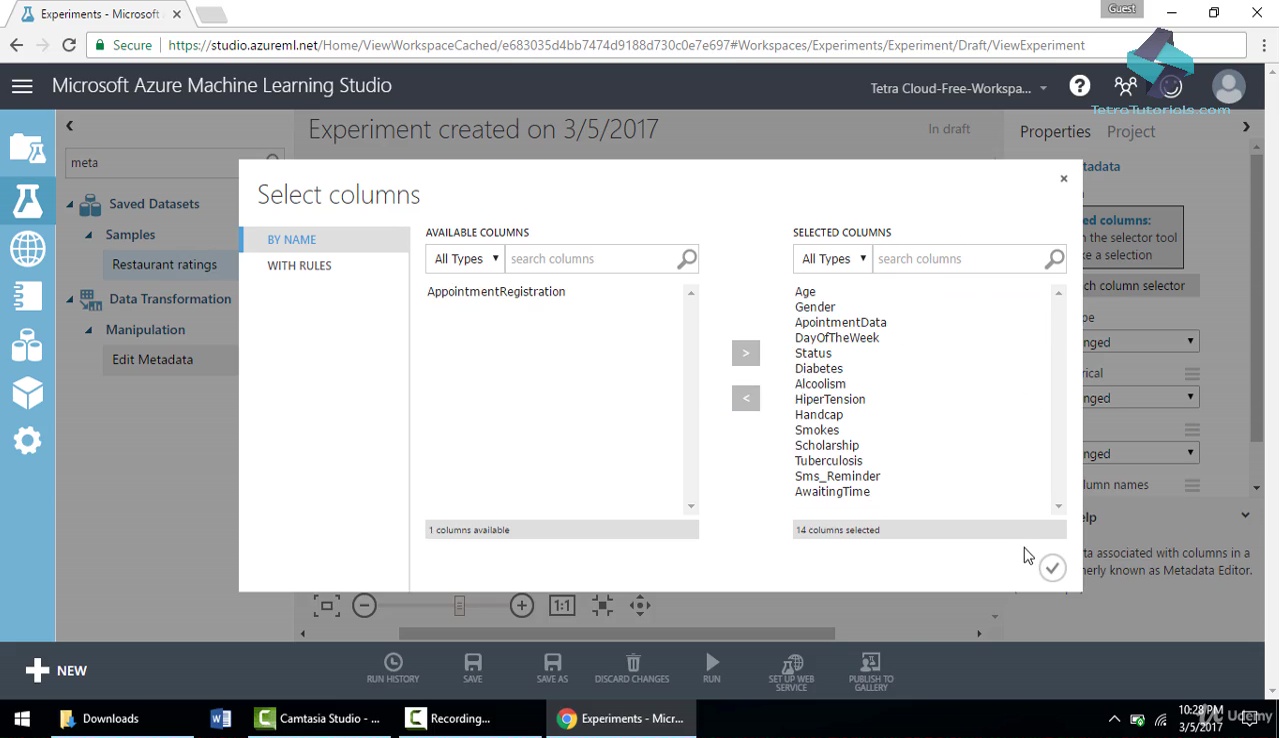 Experiments - Microsoft
Guest
Secure
https://studio.azureml.net/Home/ViewWorkspaceCached/e683035d4bb7474d9188d730c0e7e697#Workspaces/Experiments/Experiment/Draft/ViewExperiment
Microsoft Azure Machine Learning Studio
Tetra Cloud-Free-Workspa...
TetraTutorials.com
Experiment created on 3/5/2017
In draft
Properties
Project
meta
Saved Datasets
Samples
Restaurant ratings
Data Transformation
Manipulation
Edit Metadata
Select columns
BY NAME
WITH RULES
AVAILABLE COLUMNS
All Types
search columns
AppointmentRegistration
1 columns available
>
<
SELECTED COLUMNS
All Types
search columns
Age
Gender
ApointmentData
DayOfTheWeek
Status
Diabetes
Alcoolism
HiperTension
Handcap
Smokes
Scholarship
Tuberculosis
Sms_Reminder
AwaitingTime
14 columns selected
tadata
ed columns:
n the selector tool
ke a selection
ch column selector
pe
nged
rical
nged
nged
lumn names
elp
ta associated with columns in a
merly known as Metadata Editor.
1:1
NEW
RUN HISTORY
SAVE
SAVE AS
DISCARD CHANGES
RUN
SET UP WEB
SERVICE
PUBLISH TO
GALLERY
Downloads
Camtasia Studio - ...
Recording...
Experiments - Micr...
10:28 PM
3/5/2017
Udemy